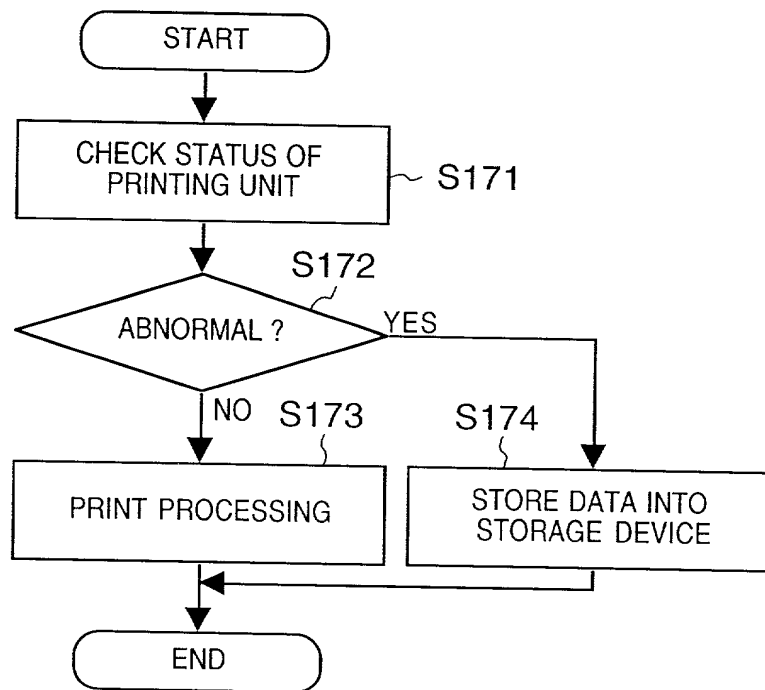 START
CHECK STATUS OF
PRINTING UNIT
S171
S172
ABNORMAL ?
YES
NO
S173
S174
PRINT PROCESSING
STORE DATA INTO
STORAGE DEVICE
END